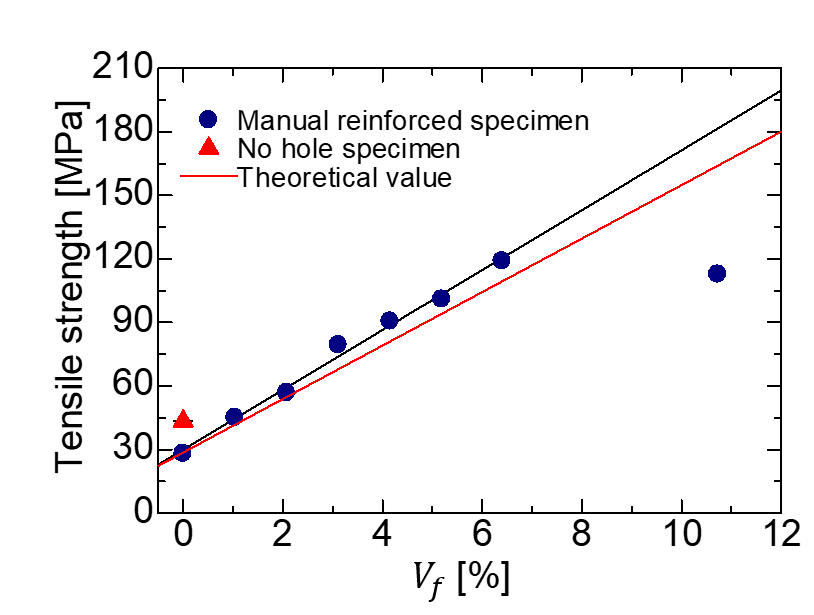 210
180
150
120
90
60
30
0
Tensile strength [MPa]
Manual reinforced specimen
No hole specimen
Theoretical value
0 2 4 6 8 10 12
V_f [%]